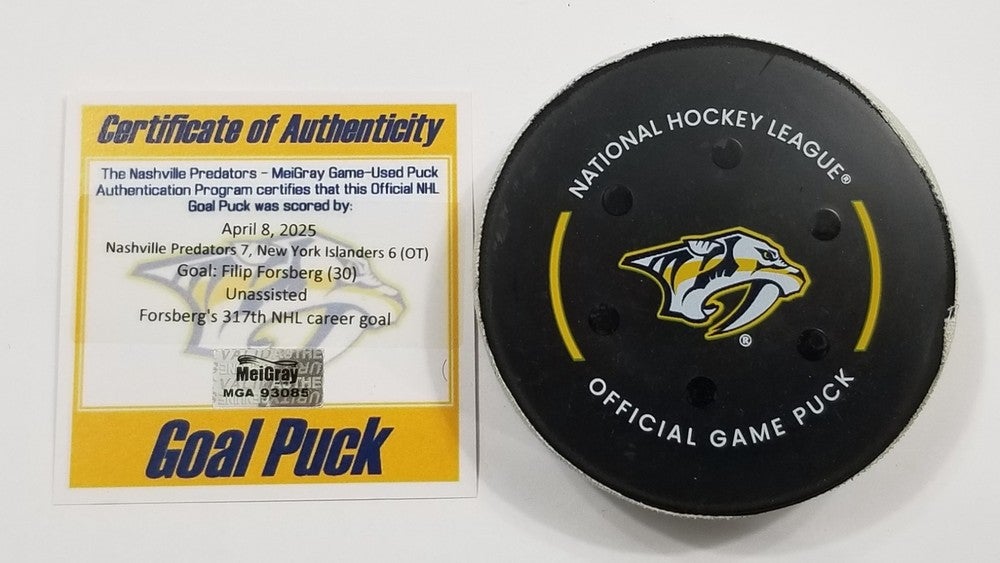 Certificate of Authenticity
The Nashville Predators - MeiGray Game-Used Puck
Authentication Program certifies that this Official NHL
Goal Puck was scored by:
April 8, 2025
Nashville Predators 7, New York Islanders 6 (OT)
Goal: Filip Forsberg (30)
Unassisted
Forsberg's 317th NHL career goal
MeiGray
MGA 93085
Goal Puck
NATIONAL HOCKEY LEAGUE®
®
OFFICIAL GAME PUCK